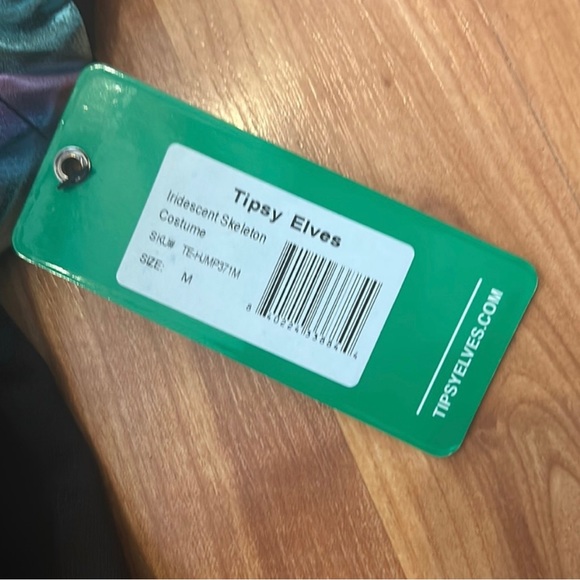 Tipsy Elves
Iridescent Skeleton
Costume
SKU# TE-HJMP371M
SIZE: M
TIPSYELVES.COM